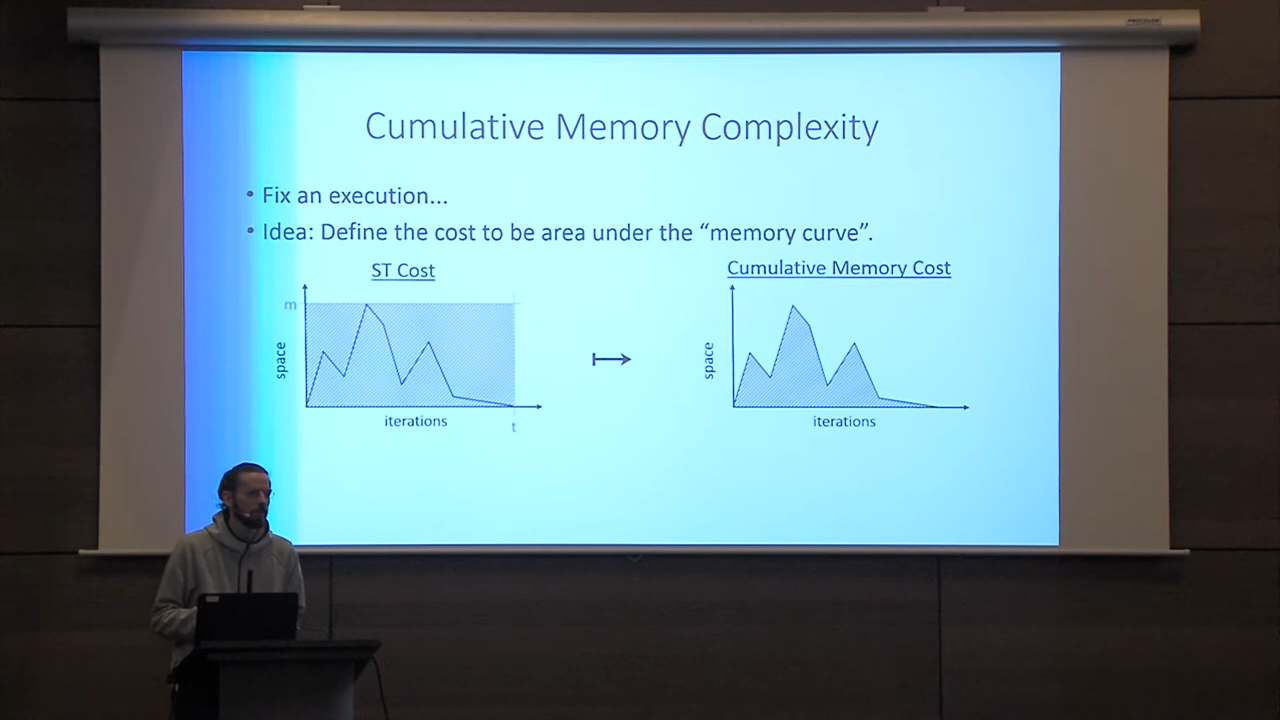 Cumulative Memory Complexity
• Fix an execution...
• Idea: Define the cost to be area under the “memory curve”.
ST Cost
m
space
iterations
t
Cumulative Memory Cost
space
iterations